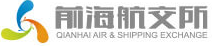 前海航交所
QIANHAI AIR & SHIPPING EXCHANGE